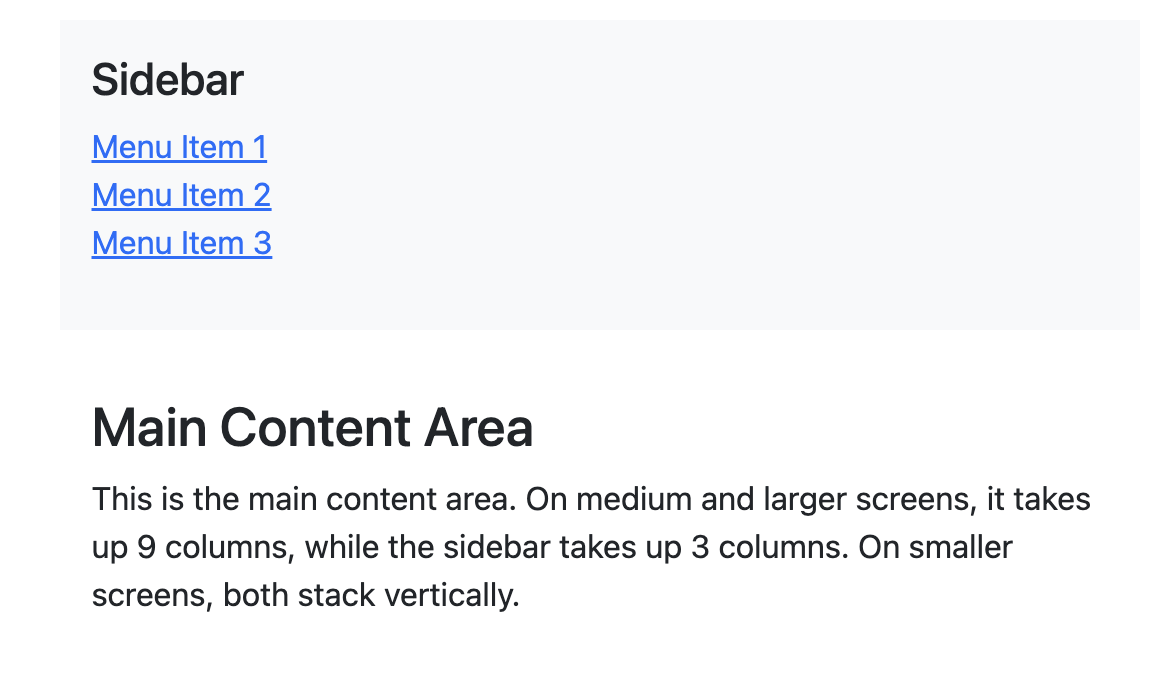 Sidebar
Menu Item 1
Menu Item 2
Menu Item 3
Main Content Area
This is the main content area. On medium and larger screens, it takes
up 9 columns, while the sidebar takes up 3 columns. On smaller
screens, both stack vertically.